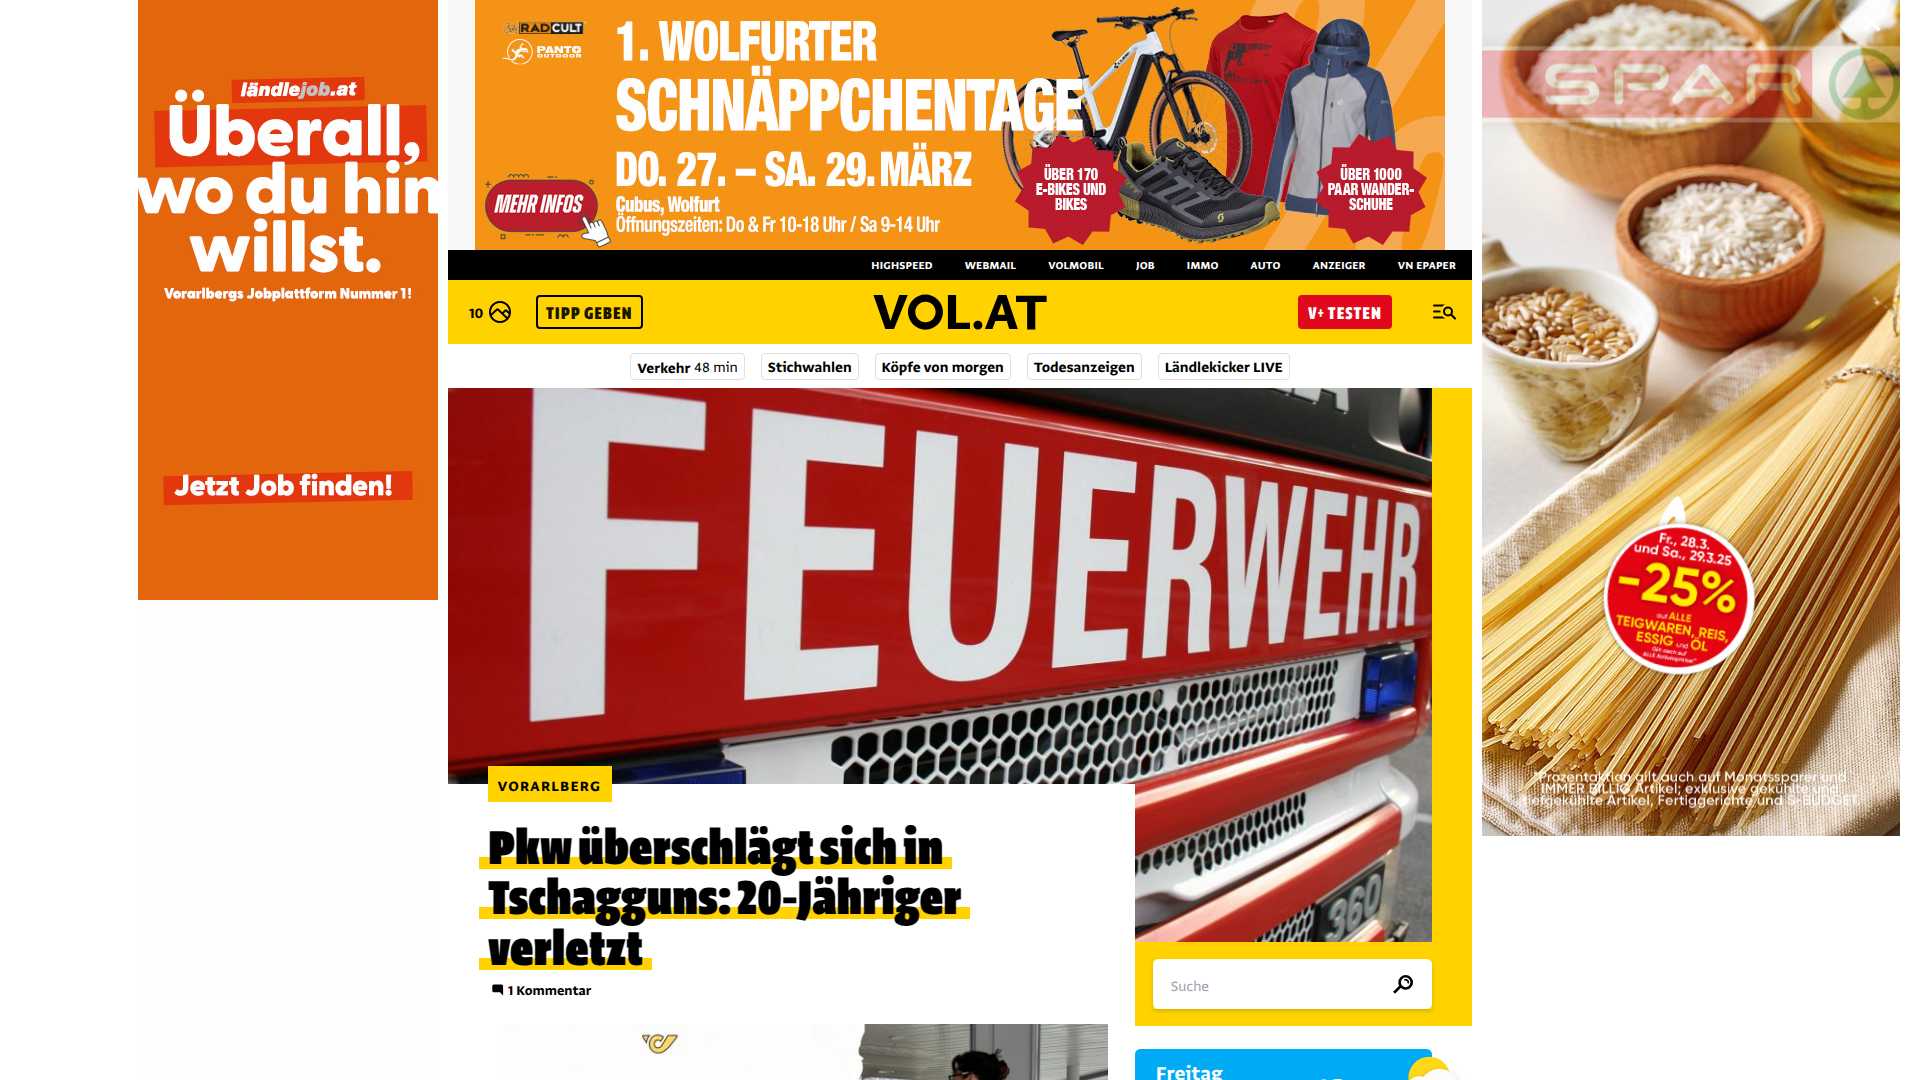 ländlejob.at
Überall,
wo du hin
willst.
Vorarlbergs Jobplattform Nummer 1!
Jetzt Job finden!
RADCULT
PANTO
OUTDOOR
1. WOLFURTER
SCHNÄPPCHENTAGE
DO. 27. – SA. 29. MÄRZ
Cubus, Wolfurt
Öffnungszeiten: Do & Fr 10-18 Uhr / Sa 9-14 Uhr
MEHR INFOS
ÜBER 170
E-BIKES UND
BIKES
ÜBER 1000
PAAR WANDER-
SCHUHE
HIGHSPEED WEBMAIL VOLMOBIL JOB IMMO AUTO ANZEIGER VN EPAPER
10 TIPP GEBEN VOL.AT V+ TESTEN
Verkehr 48 min Stichwahlen Köpfe von morgen Todesanzeigen Ländlekicker LIVE
FEUERWEHR
360
VORARLBERG
Pkw überschlägt sich in
Tschagguns: 20-Jähriger
verletzt
1 Kommentar
Suche
Freitag
SPAR
Fr., 28.3.
und Sa., 29.3.25
-25%
auf ALLE
TEIGWAREN, REIS,
ESSIG und ÖL
Gilt auch auf
*Prozentaktion gilt auch auf Monatssparer und
IMMER BILLIG Artikel; exklusive gekühlte und
tiefgekühlte Artikel, Fertiggerichte und S-BUDGET